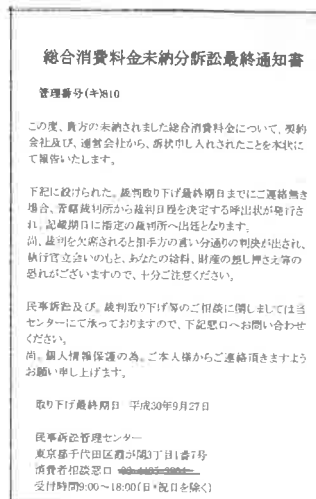 総合消費料金未納分訴訟最終通知書
管理番号(キ)810
この度、貴方の未納されました総合消費料金について、契約
会社及び、運営会社から、訴状申し入れされたことを本状に
て報告いたします。
下記に設けられた。裁判取り下げ最終期日までにご連絡無き
場合、管轄裁判所から裁判日程を決定する呼出状が発行さ
れ。記載期日に指定の裁判所へ出廷となります。
尚、裁判を欠席されると相手方の言い分通りの判決が出され、
執行官立会いのもと、あなたの給料、財産の差し押さえ等の
恐れがございますので、十分ご注意ください。
民事訴訟及び。裁判取り下げ等のご相談に関しましては当
センターにて承っておりますので、下記窓口へお問い合わせ
ください。
尚。個人情報保護の為。ご本人様からご連絡頂きますよう
お願い申し上げます。
取り下げ最終期日 平成30年9月27日
民事訴訟管理センター
東京都千代田区霞が関3丁目1番7号
消費者相談窓口
受付時間9:00~18:00(日・祝日を除く)